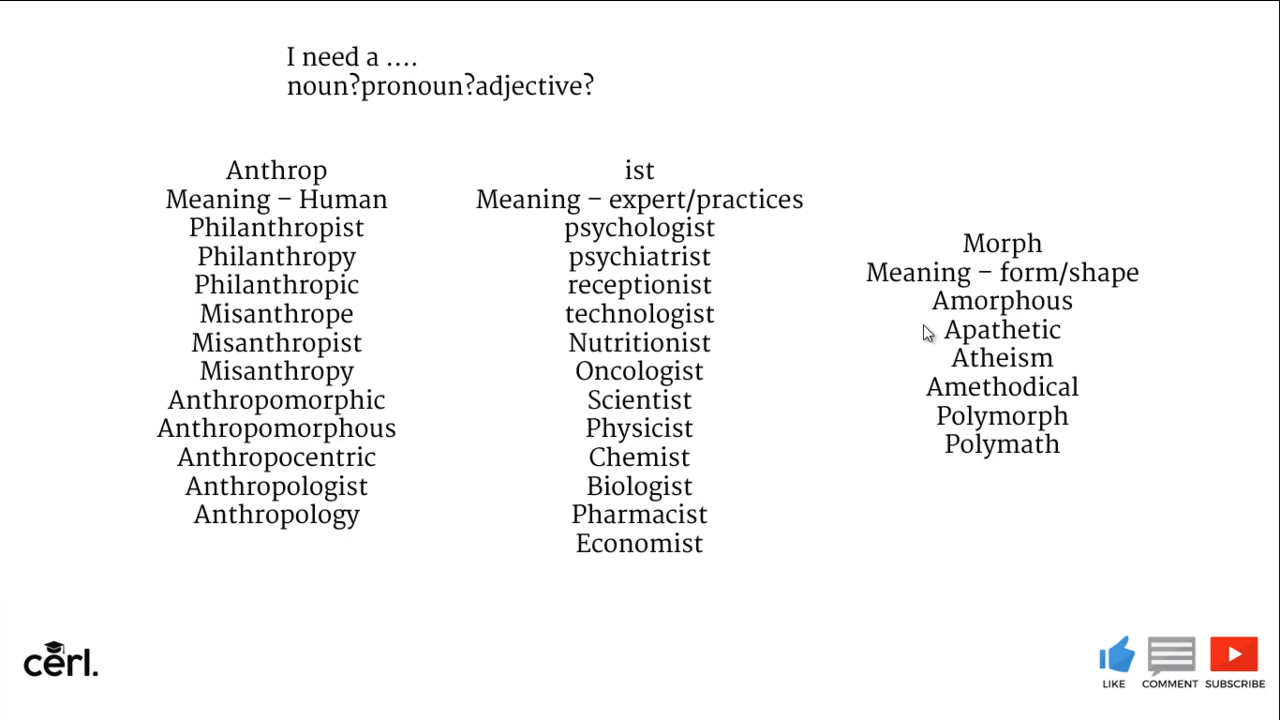 I need a ....
noun?pronoun?adjective?
Anthrop
Meaning – Human
Philanthropist
Philanthropy
Philanthropic
Misanthrope
Misanthropist
Misanthropy
Anthropomorphic
Anthropomorphous
Anthropocentric
Anthropologist
Anthropology
ist
Meaning – expert/practices
psychologist
psychiatrist
receptionist
technologist
Nutritionist
Oncologist
Scientist
Physicist
Chemist
Biologist
Pharmacist
Economist
Morph
Meaning – form/shape
Amorphous
Apathetic
Atheism
Amethodical
Polymorph
Polymath
cerl.
LIKE
COMMENT
SUBSCRIBE